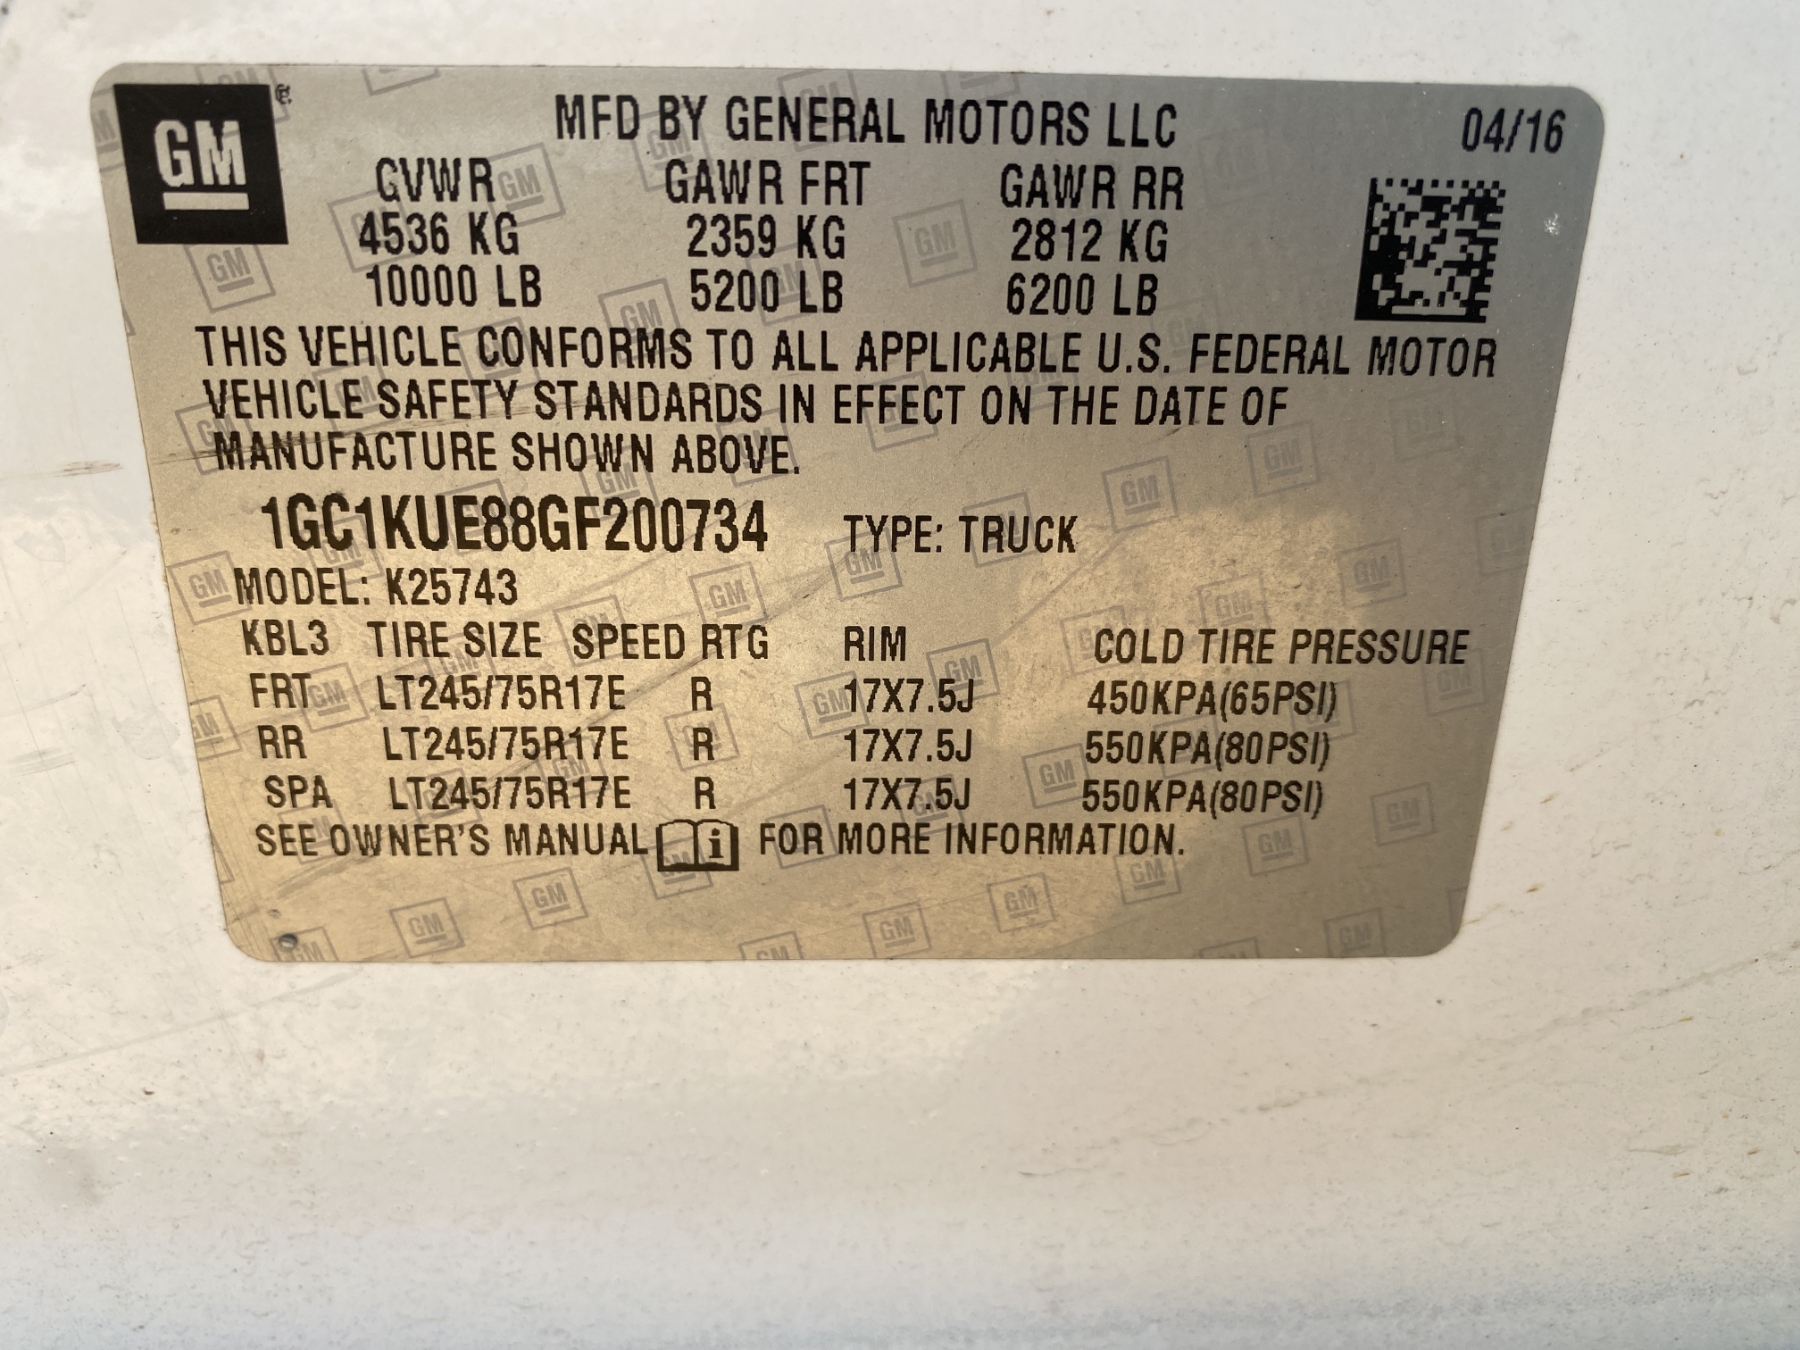 GM
MFD BY GENERAL MOTORS LLC 04/16
GVWR GAWR FRT GAWR RR
4536 KG 2359 KG 2812 KG
10000 LB 5200 LB 6200 LB
THIS VEHICLE CONFORMS TO ALL APPLICABLE U.S. FEDERAL MOTOR
VEHICLE SAFETY STANDARDS IN EFFECT ON THE DATE OF
MANUFACTURE SHOWN ABOVE.
1GC1KUE88GF200734 TYPE: TRUCK
MODEL: K25743
KBL3 TIRE SIZE SPEED RTG RIM COLD TIRE PRESSURE
FRT LT245/75R17E R 17X7.5J 450KPA(65PSI)
RR LT245/75R17E R 17X7.5J 550KPA(80PSI)
SPA LT245/75R17E R 17X7.5J 550KPA(80PSI)
SEE OWNER'S MANUAL i FOR MORE INFORMATION.